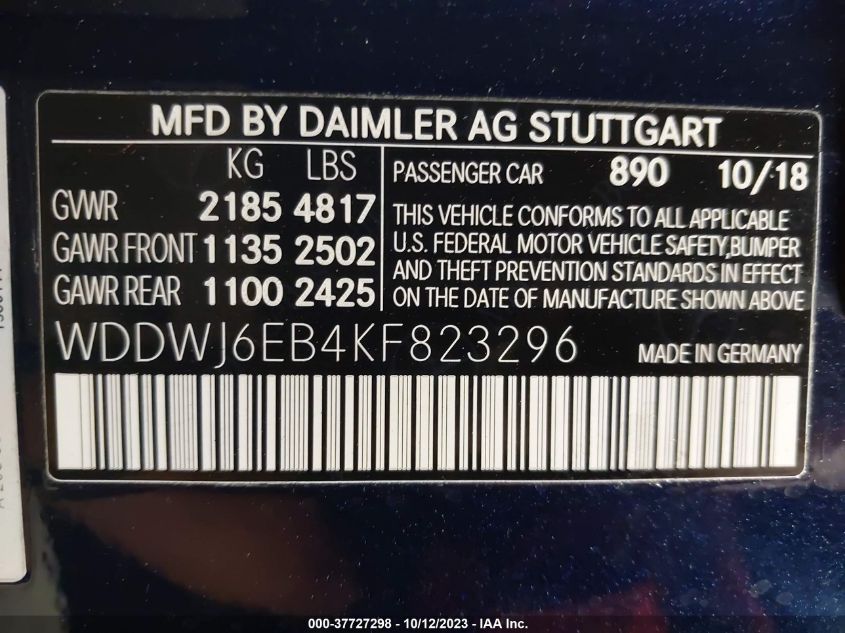 MFD BY DAIMLER AG STUTTGART
KG LBS
GVWR 2185 4817
GAWR FRONT 1135 2502
GAWR REAR 1100 2425
PASSENGER CAR 890 10/18
THIS VEHICLE CONFORMS TO ALL APPLICABLE
U.S. FEDERAL MOTOR VEHICLE SAFETY,BUMPER
AND THEFT PREVENTION STANDARDS IN EFFECT
ON THE DATE OF MANUFACTURE SHOWN ABOVE
WDDWJ6EB4KF823296 MADE IN GERMANY
000-37727298 - 10/12/2023 - IAA Inc.